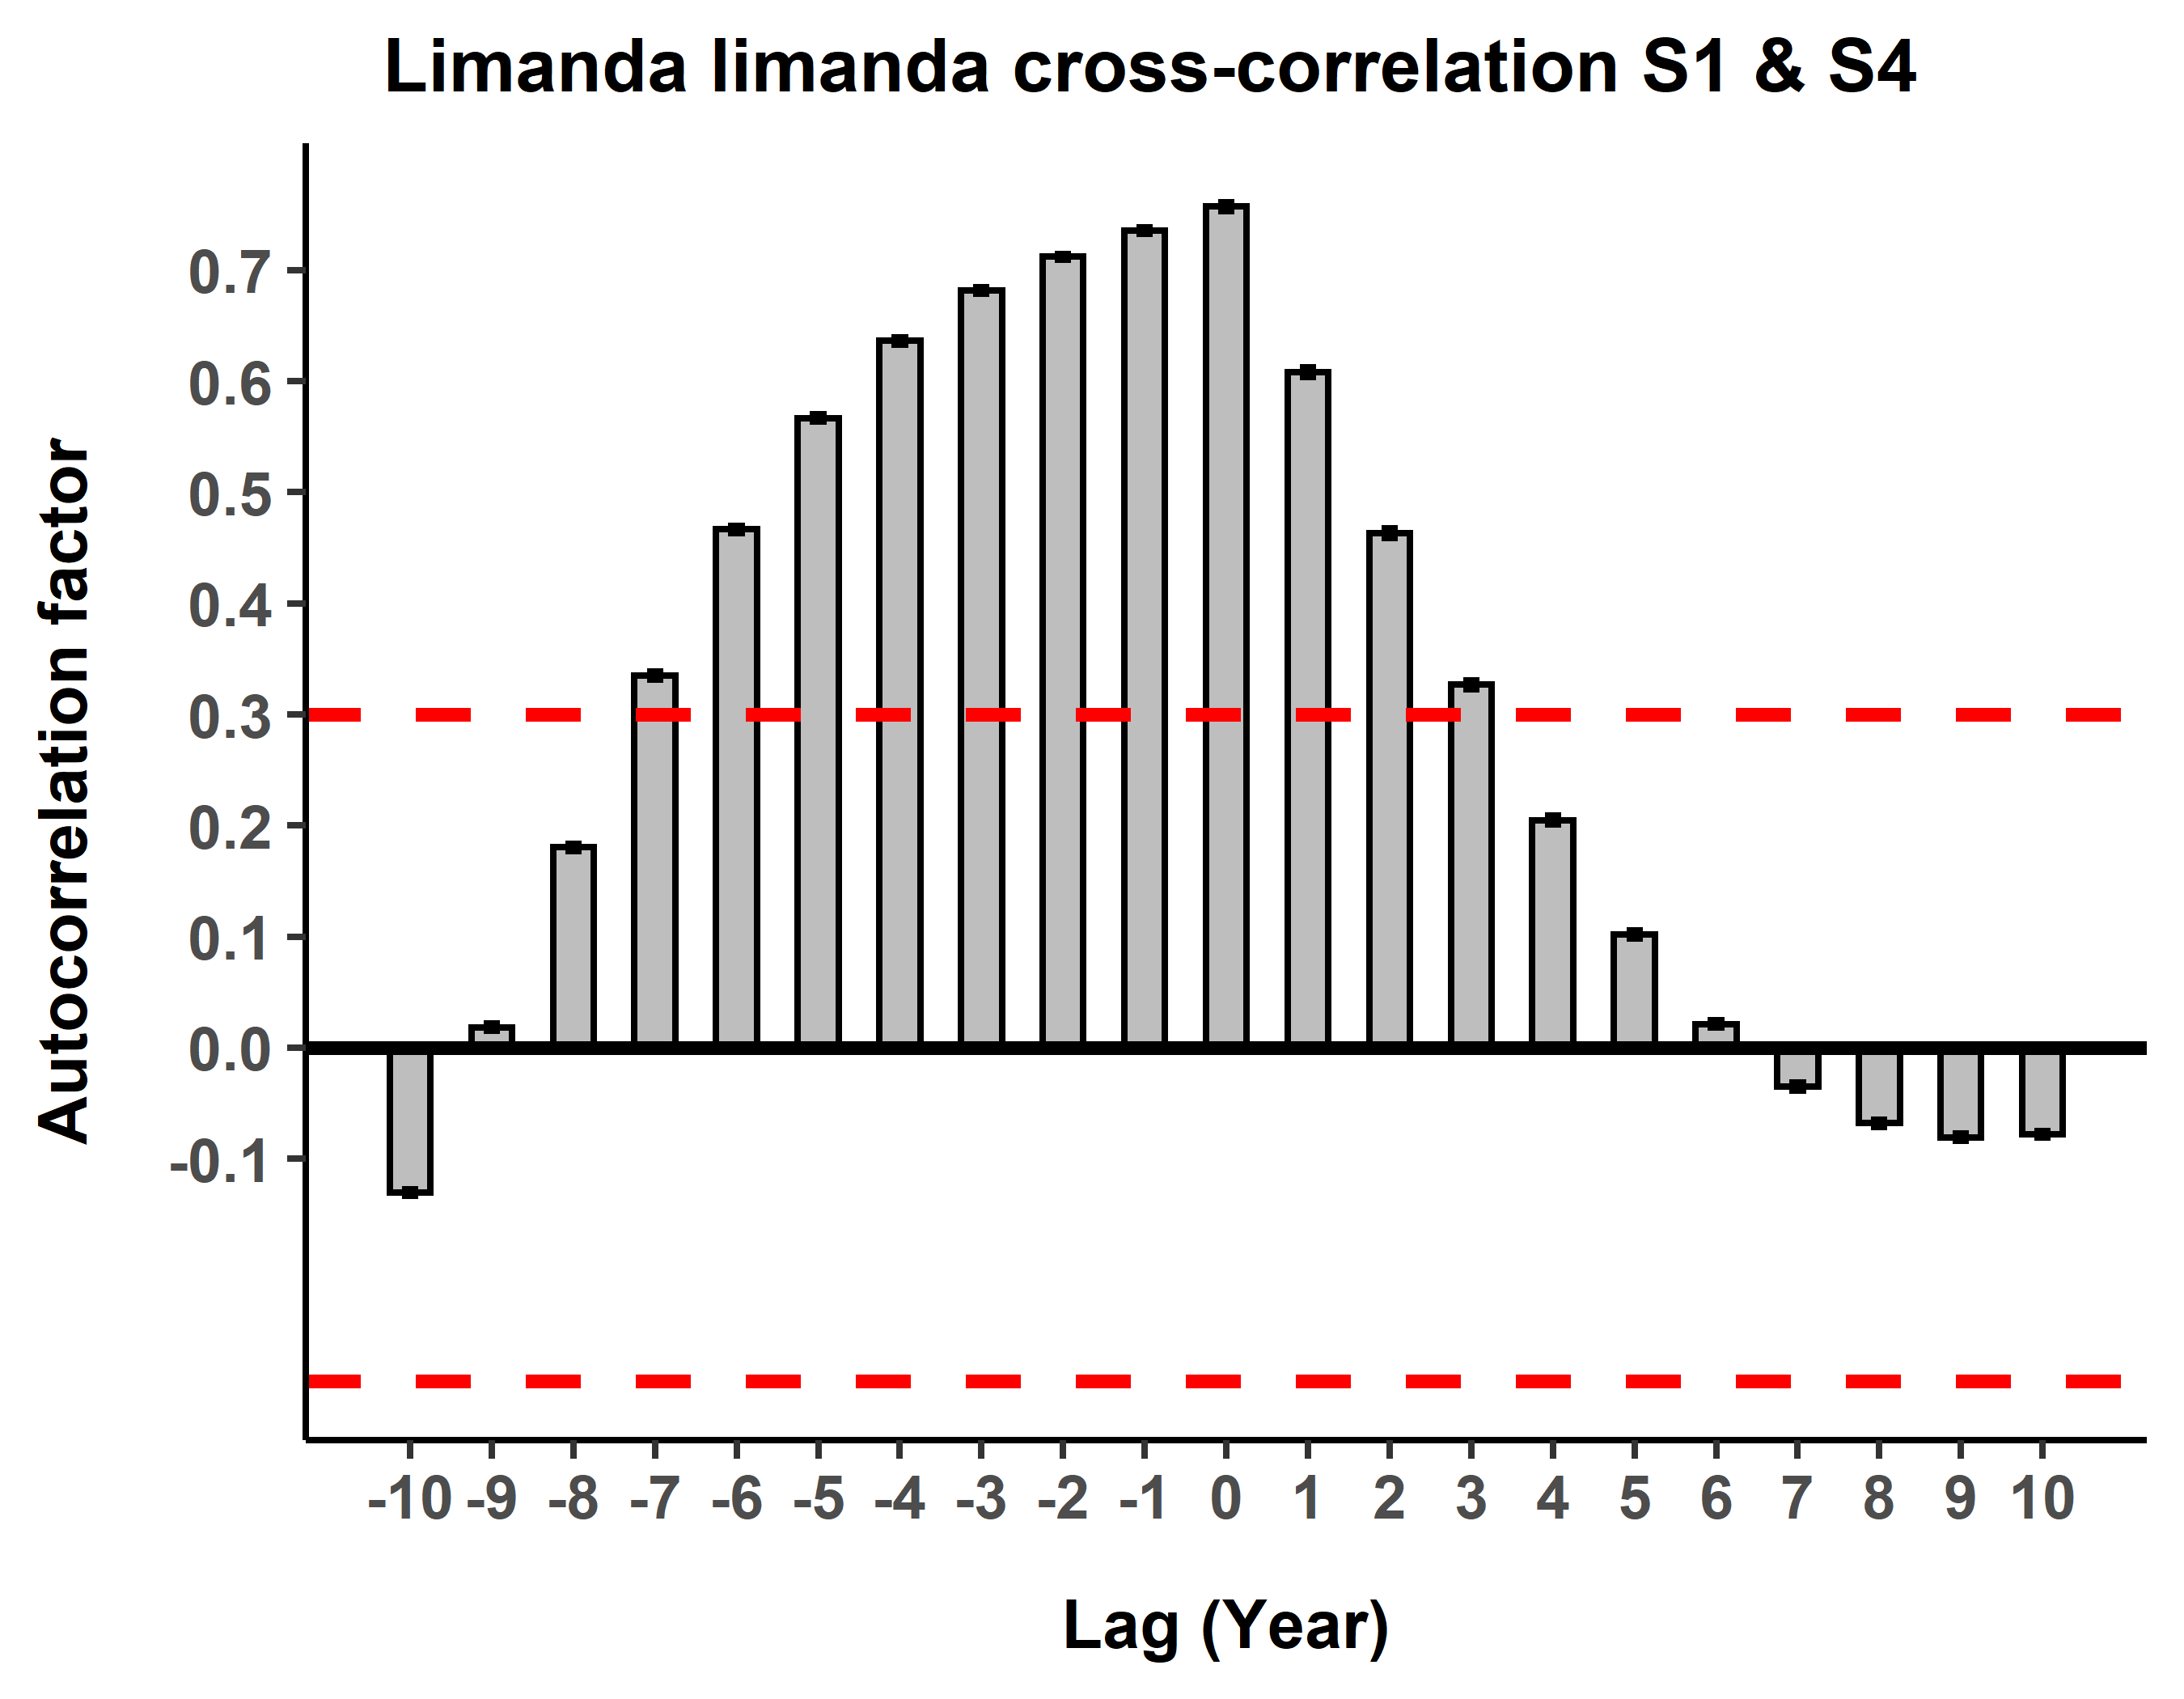 Limanda limanda cross-correlation S1 & S4
Autocorrelation factor
0.7
0.6
0.5
0.4
0.3
0.2
0.1
0.0
-0.1
-10 -9 -8 -7 -6 -5 -4 -3 -2 -1 0 1 2 3 4 5 6 7 8 9 10
Lag (Year)